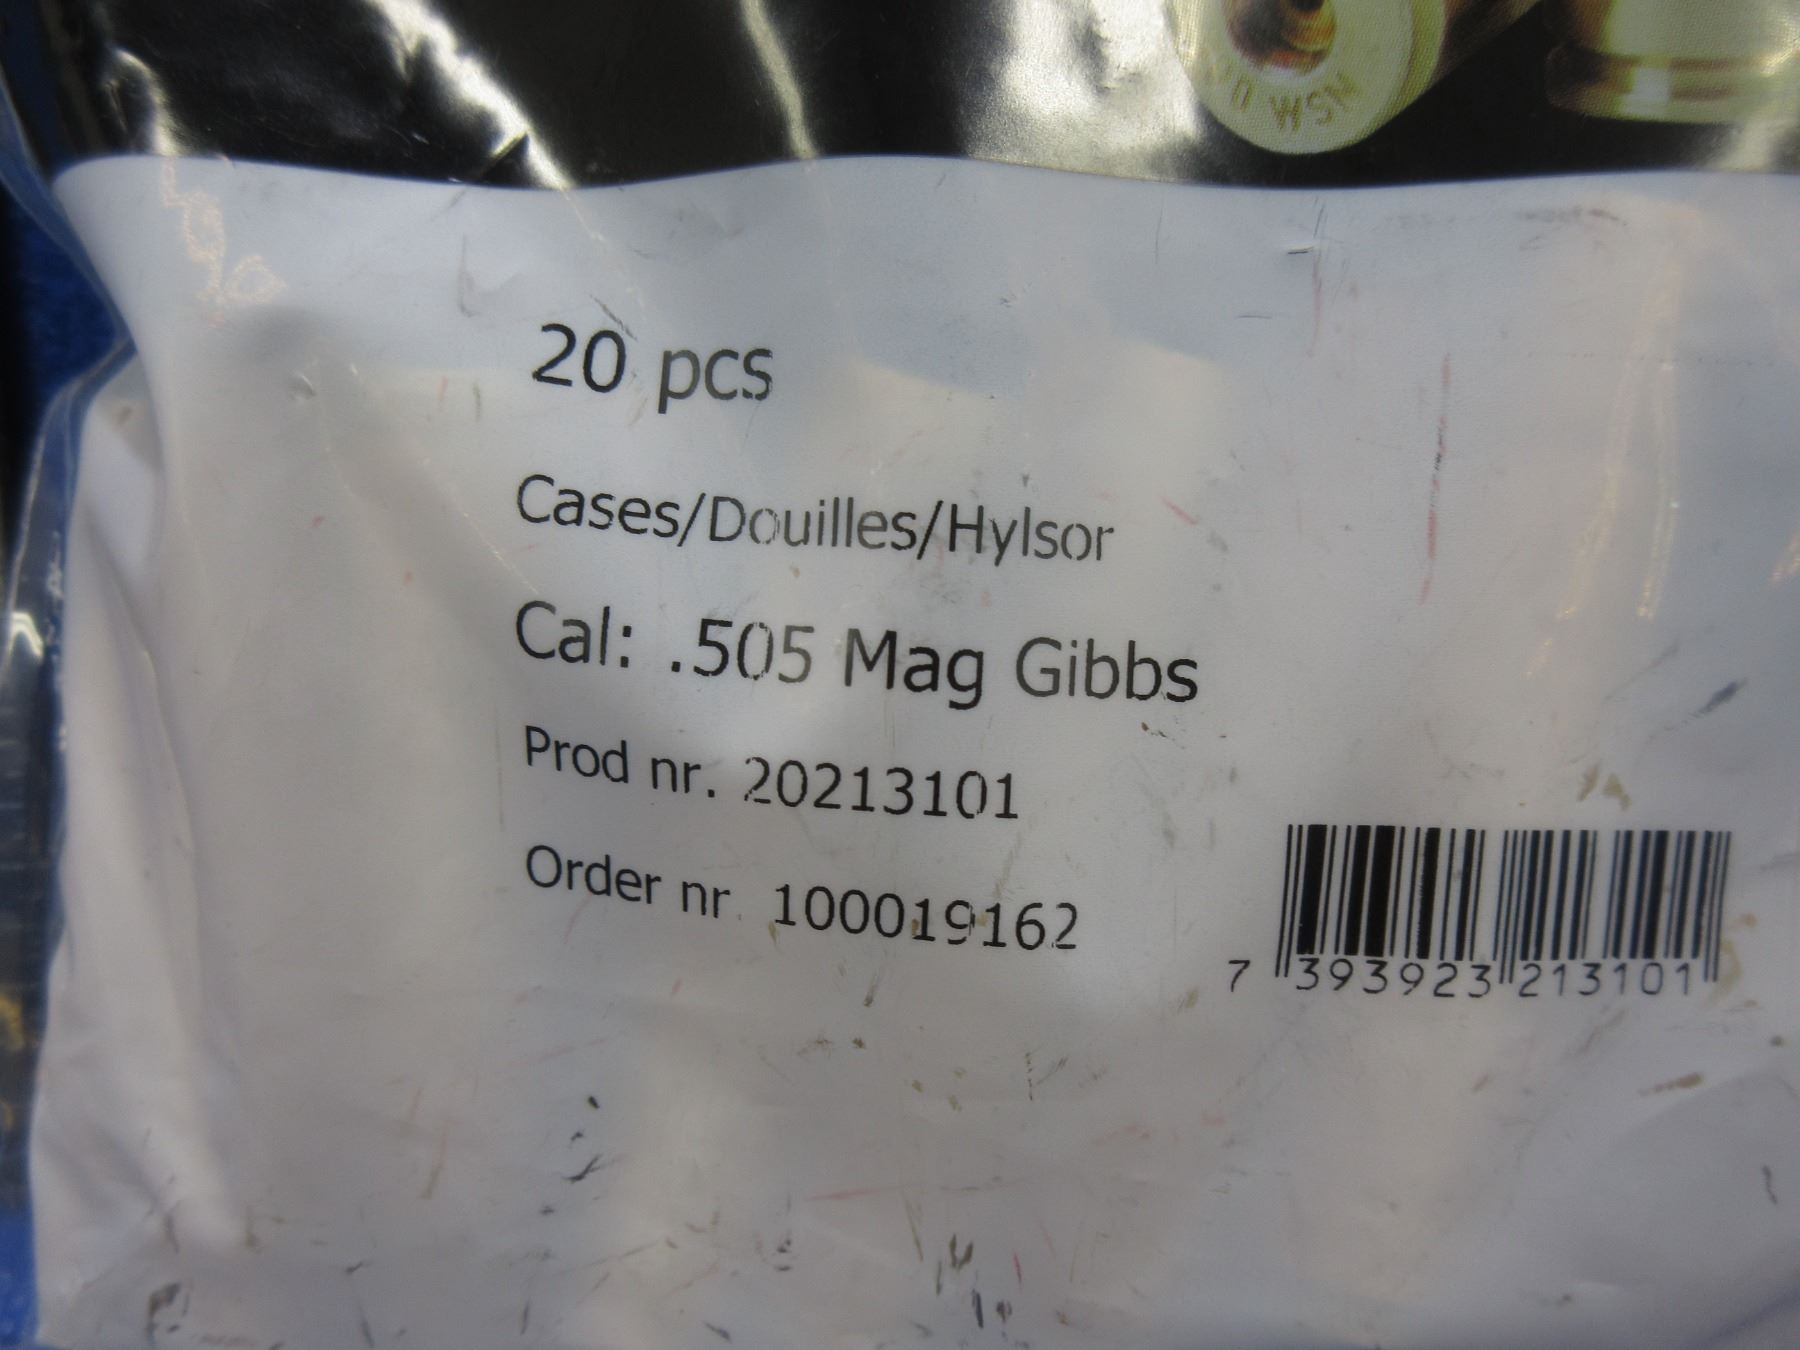 20 pcs
Cases/Douilles/Hylsor
Cal: .505 Mag Gibbs
Prod nr. 20213101
Order nr. 100019162
7 393923 213101